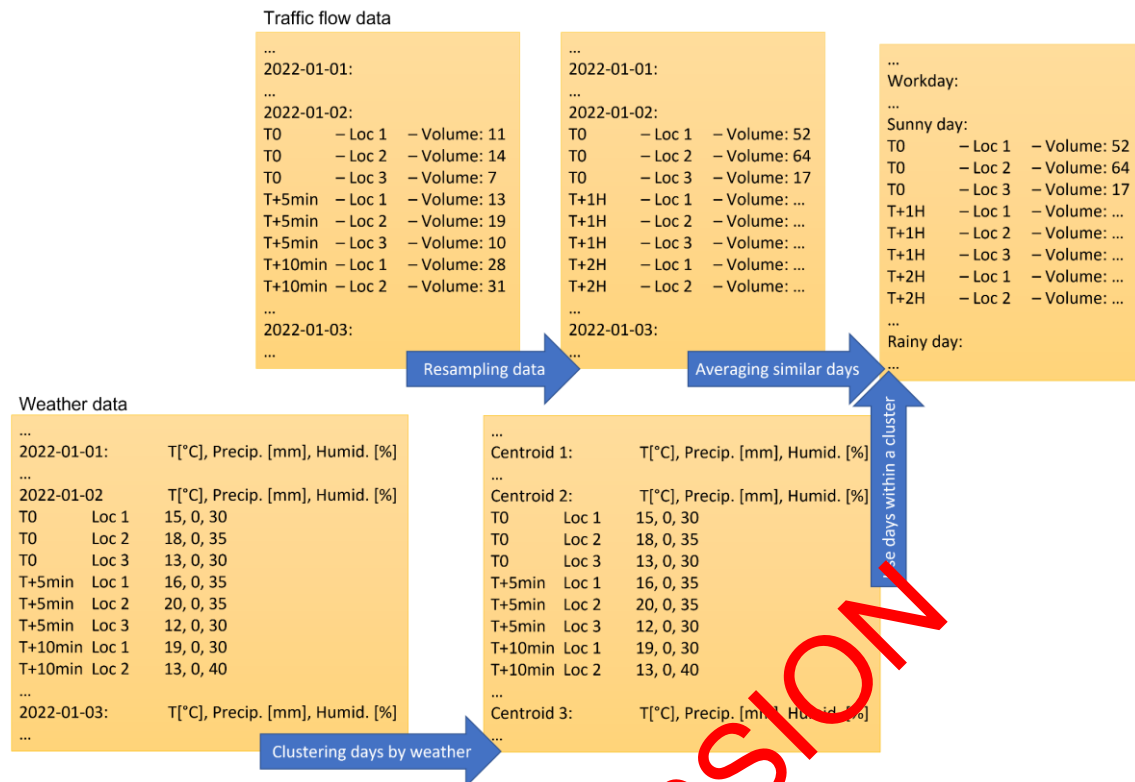 Traffic flow data
...
2022-01-01:
...
2022-01-02:
T0 – Loc 1 – Volume: 11
T0 – Loc 2 – Volume: 14
T0 – Loc 3 – Volume: 7
T+5min – Loc 1 – Volume: 13
T+5min – Loc 2 – Volume: 19
T+5min – Loc 3 – Volume: 10
T+10min – Loc 1 – Volume: 28
T+10min – Loc 2 – Volume: 31
...
2022-01-03:
...
Resampling data
...
2022-01-01:
...
2022-01-02:
T0 – Loc 1 – Volume: 52
T0 – Loc 2 – Volume: 64
T0 – Loc 3 – Volume: 17
T+1H – Loc 1 – Volume: ...
T+1H – Loc 2 – Volume: ...
T+1H – Loc 3 – Volume: ...
T+2H – Loc 1 – Volume: ...
T+2H – Loc 2 – Volume: ...
...
2022-01-03:
...
Averaging similar days
...
Workday:
...
Sunny day:
T0 – Loc 1 – Volume: 52
T0 – Loc 2 – Volume: 64
T0 – Loc 3 – Volume: 17
T+1H – Loc 1 – Volume: ...
T+1H – Loc 2 – Volume: ...
T+1H – Loc 3 – Volume: ...
T+2H – Loc 1 – Volume: ...
T+2H – Loc 2 – Volume: ...
...
Rainy day:
...
Weather data
...
2022-01-01: T[°C], Precip. [mm], Humid. [%]
...
2022-01-02 T[°C], Precip. [mm], Humid. [%]
T0 Loc 1 15, 0, 30
T0 Loc 2 18, 0, 35
T0 Loc 3 13, 0, 30
T+5min Loc 1 16, 0, 35
T+5min Loc 2 20, 0, 35
T+5min Loc 3 12, 0, 30
T+10min Loc 1 19, 0, 30
T+10min Loc 2 13, 0, 40
...
2022-01-03: T[°C], Precip. [mm], Humid. [%]
...
Clustering days by weather
...
Centroid 1: T[°C], Precip. [mm], Humid. [%]
...
Centroid 2: T[°C], Precip. [mm], Humid. [%]
T0 Loc 1 15, 0, 30
T0 Loc 2 18, 0, 35
T0 Loc 3 13, 0, 30
T+5min Loc 1 16, 0, 35
T+5min Loc 2 20, 0, 35
T+5min Loc 3 12, 0, 30
T+10min Loc 1 19, 0, 30
T+10min Loc 2 13, 0, 40
...
Centroid 3: T[°C], Precip. [mm], Humid. [%]
...
days within a cluster